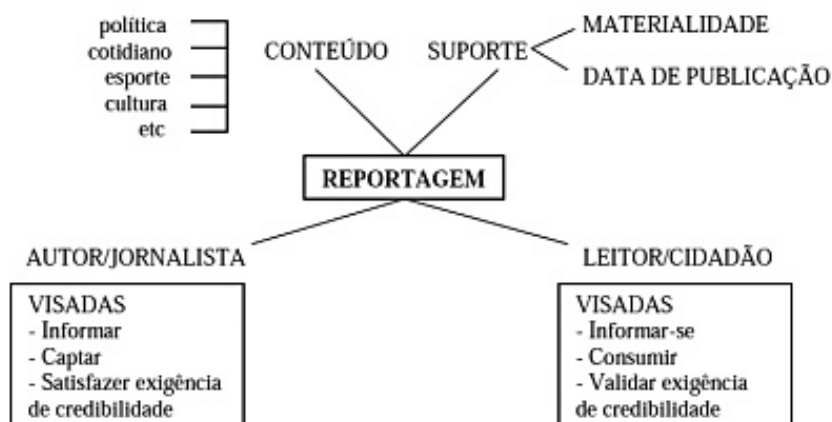 política
cotidiano
esporte
cultura
etc
CONTEÚDO
SUPORTE
MATERIALIDADE
DATA DE PUBLICAÇÃO
REPORTAGEM
AUTOR/JORNALISTA
VISADAS
- Informar
- Captar
- Satisfazer exigência
de credibilidade
LEITOR/CIDADÃO
VISADAS
- Informar-se
- Consumir
- Validar exigência
de credibilidade